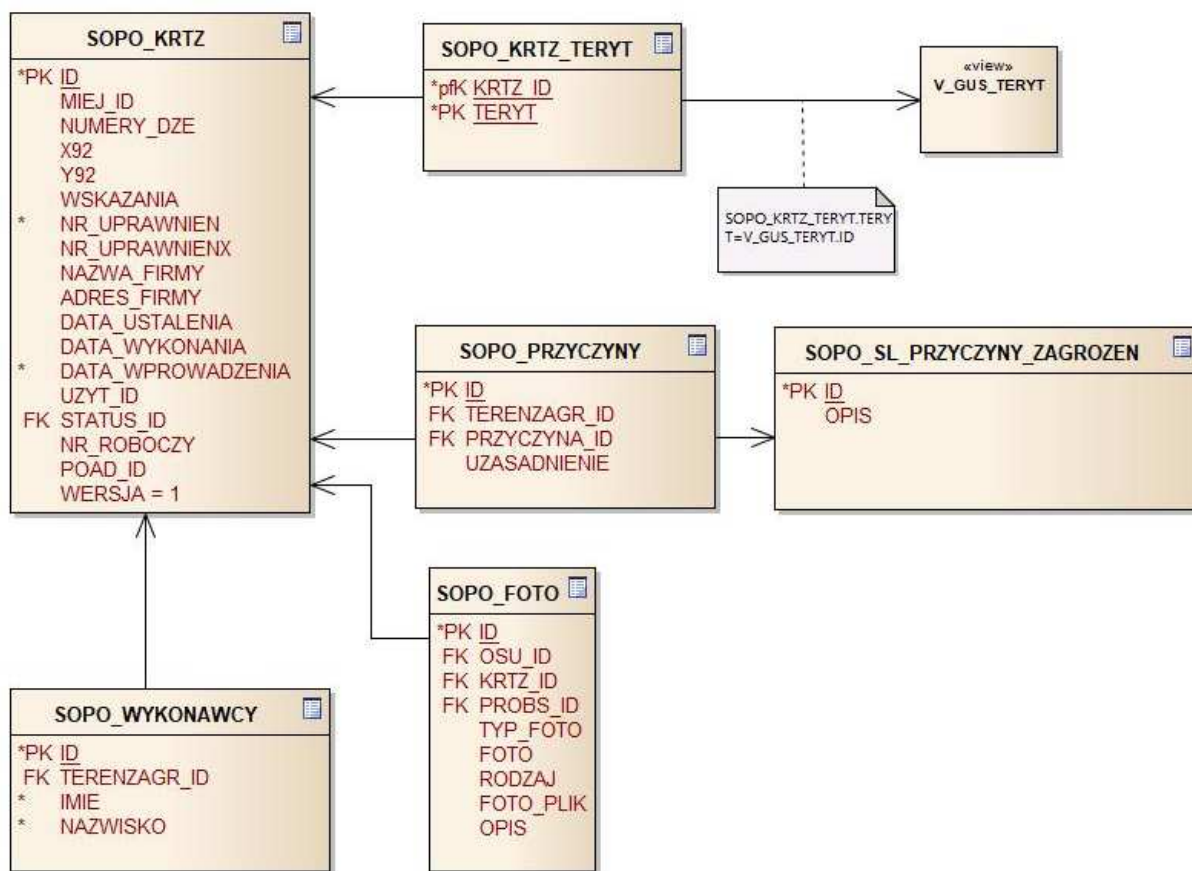 SOPO_KRTZ
*PK ID
MIEJ_ID
NUMERY_DZE
X92
Y92
WSKAZANIA
* NR_UPRAWNIEN
NR_UPRAWNIENX
NAZWA_FIRMY
ADRES_FIRMY
DATA_USTALENIA
DATA_WYKONANIA
* DATA_WPROWADZENIA
UZYT_ID
FK STATUS_ID
NR_ROBOCZY
POAD_ID
WERSJA = 1
SOPO_KRTZ_TERYT
*pfK KRTZ_ID
*PK TERYT
«view»
V_GUS_TERYT
SOPO_KRTZ_TERYT.TERY
T=V_GUS_TERYT.ID
SOPO_PRZYCZYNY
*PK ID
FK TERENZAGR_ID
FK PRZYCZYNA_ID
UZASADNIENIE
SOPO_SL_PRZYCZYNY_ZAGROZEN
*PK ID
OPIS
SOPO_FOTO
*PK ID
FK OSU_ID
FK KRTZ_ID
FK PROBS_ID
TYP_FOTO
FOTO
RODZAJ
FOTO_PLIK
OPIS
SOPO_WYKONAWCY
*PK ID
FK TERENZAGR_ID
* IMIE
* NAZWISKO